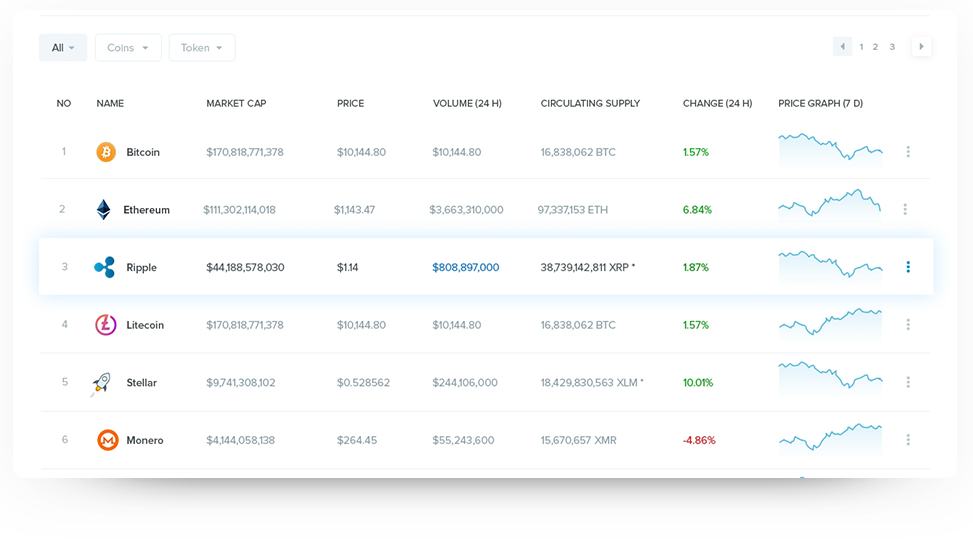 All Coins Token 1 2 3
NO NAME MARKET CAP PRICE VOLUME (24 H) CIRCULATING SUPPLY CHANGE (24 H) PRICE GRAPH (7 D)
1 Bitcoin $170,818,771,378 $10,144.80 $10,144.80 16,838,062 BTC 1.57%
2 Ethereum $111,302,114,018 $1,143.47 $3,663,310,000 97,337,153 ETH 6.84%
3 Ripple $44,188,578,030 $1.14 $808,897,000 38,739,142,811 XRP * 1.87%
4 Litecoin $170,818,771,378 $10,144.80 $10,144.80 16,838,062 BTC 1.57%
5 Stellar $9,741,308,102 $0.528562 $244,106,000 18,429,830,563 XLM * 10.01%
6 Monero $4,144,058,138 $264.45 $55,243,600 15,670,657 XMR -4.86%